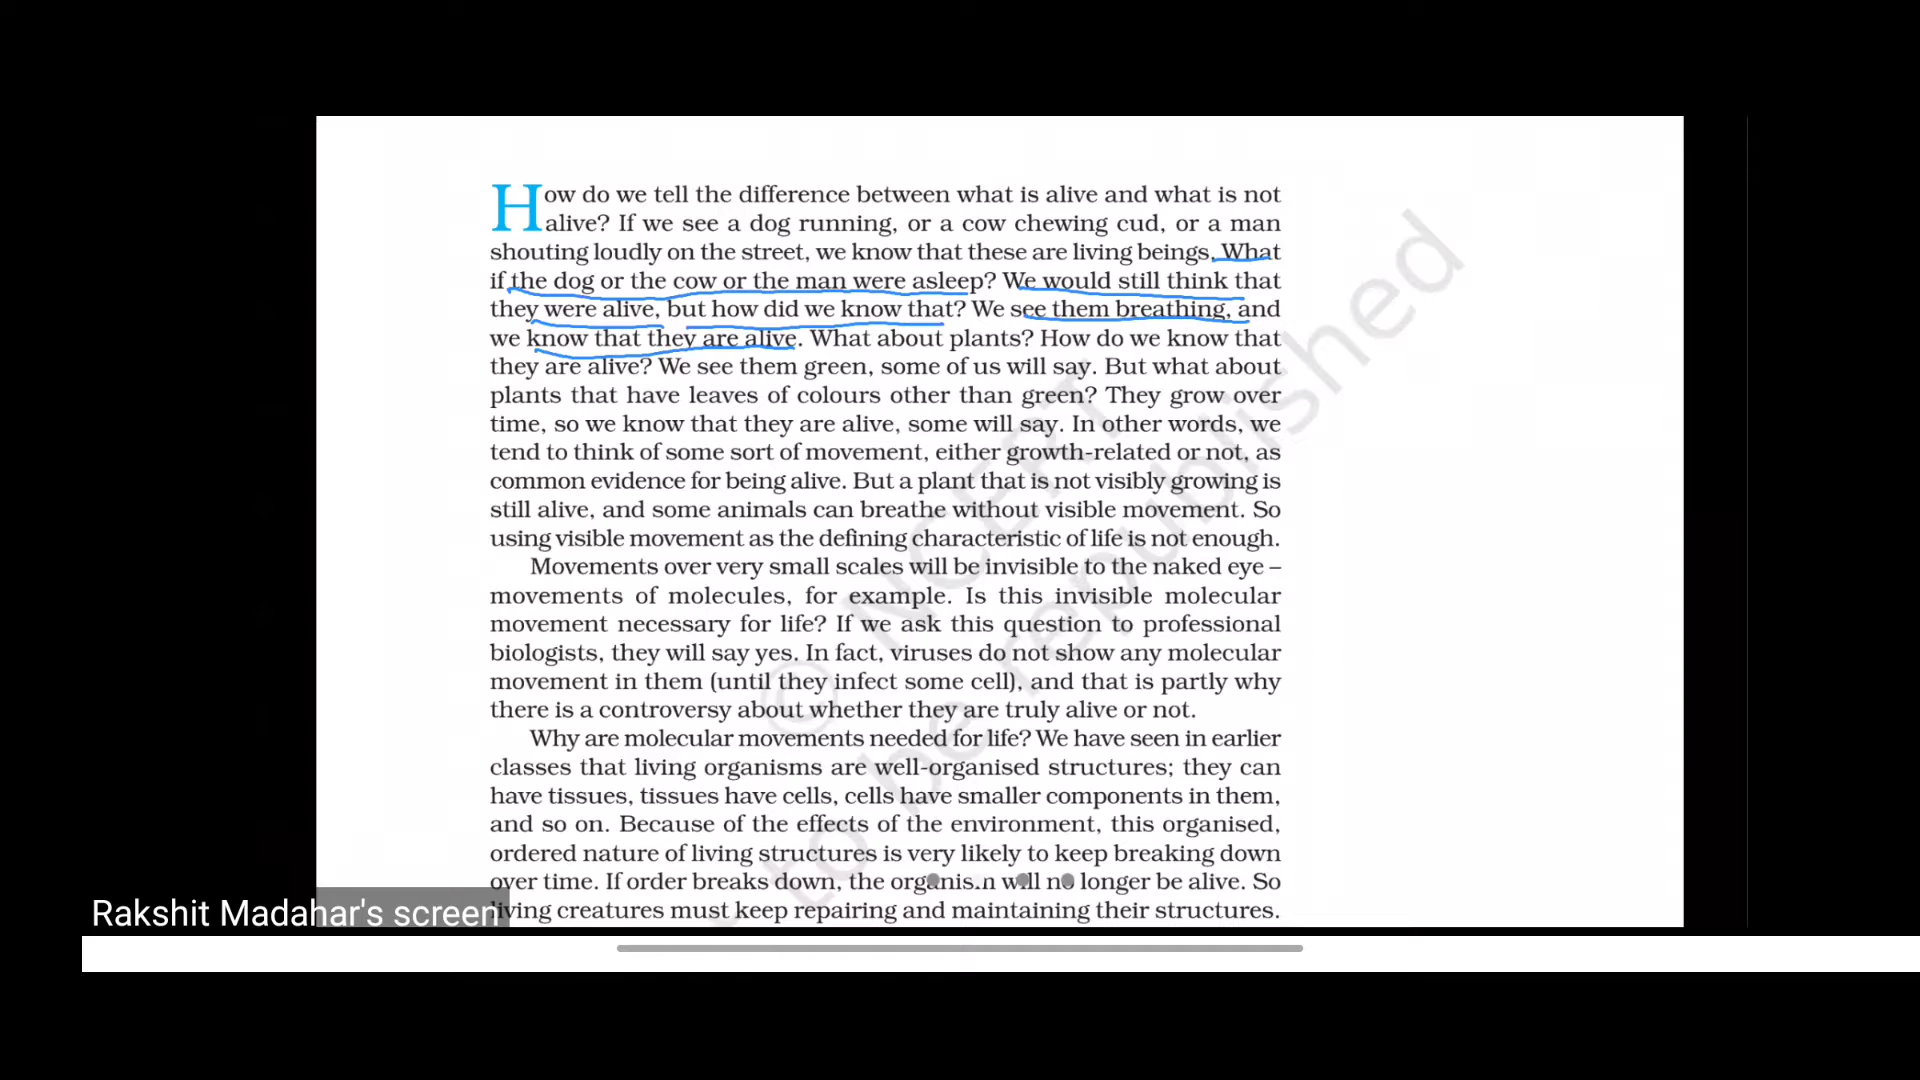 How do we tell the difference between what is alive and what is not
alive? If we see a dog running, or a cow chewing cud, or a man
shouting loudly on the street, we know that these are living beings. What
if the dog or the cow or the man were asleep? We would still think that
they were alive, but how did we know that? We see them breathing, and
we know that they are alive. What about plants? How do we know that
they are alive? We see them green, some of us will say. But what about
plants that have leaves of colours other than green? They grow over
time, so we know that they are alive, some will say. In other words, we
tend to think of some sort of movement, either growth-related or not, as
common evidence for being alive. But a plant that is not visibly growing is
still alive, and some animals can breathe without visible movement. So
using visible movement as the defining characteristic of life is not enough.
Movements over very small scales will be invisible to the naked eye –
movements of molecules, for example. Is this invisible molecular
movement necessary for life? If we ask this question to professional
biologists, they will say yes. In fact, viruses do not show any molecular
movement in them (until they infect some cell), and that is partly why
there is a controversy about whether they are truly alive or not.
Why are molecular movements needed for life? We have seen in earlier
classes that living organisms are well-organised structures; they can
have tissues, tissues have cells, cells have smaller components in them,
and so on. Because of the effects of the environment, this organised,
ordered nature of living structures is very likely to keep breaking down
over time. If order breaks down, the organism will no longer be alive. So
living creatures must keep repairing and maintaining their structures.
© NCERT
to be republished
Rakshit Madahar's screen